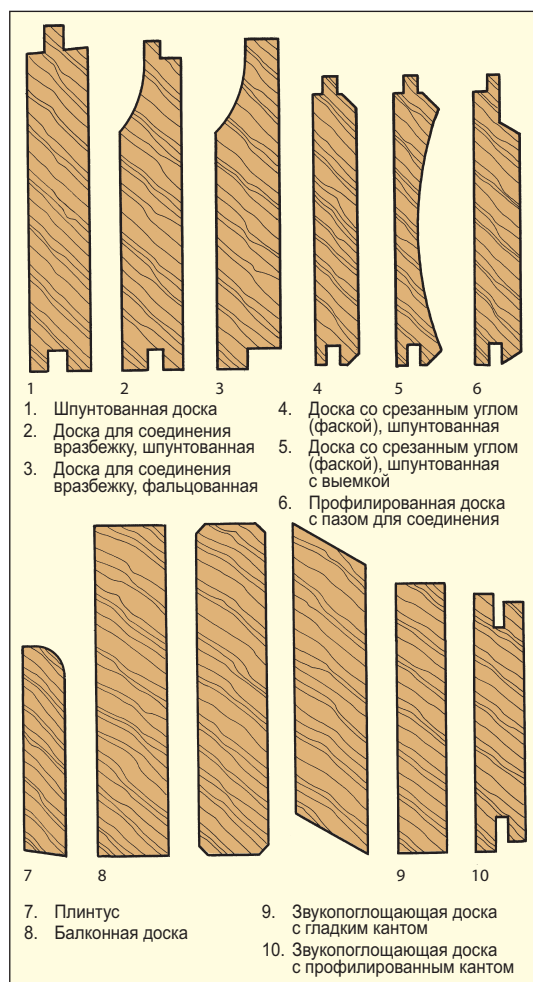 1 2 3 4 5 6
1. Шпунтованная доска
2. Доска для соединения
вразбежку, шпунтованная
3. Доска для соединения
вразбежку, фальцованная
4. Доска со срезанным углом
(фаской), шпунтованная
5. Доска со срезанным углом
(фаской), шпунтованная
с выемкой
6. Профилированная доска
с пазом для соединения
7 8 9 10
7. Плинтус
8. Балконная доска
9. Звукопоглощающая доска
с гладким кантом
10. Звукопоглощающая доска
с профилированным кантом